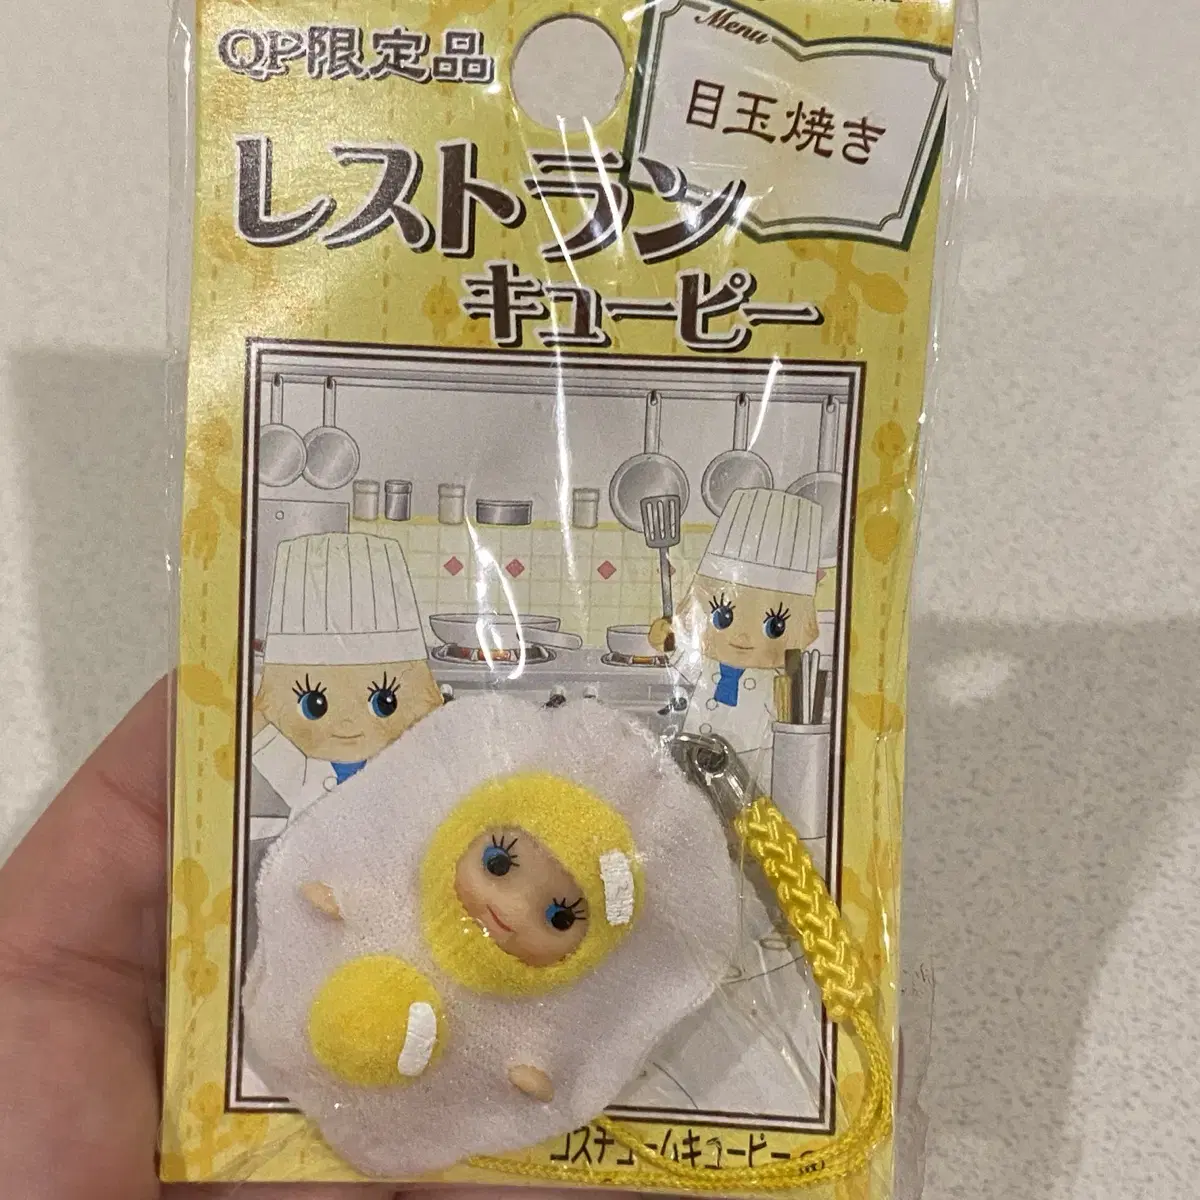 QP限定品
Menu
目玉焼き
レストラン
キューピー
コスチュームキューピー